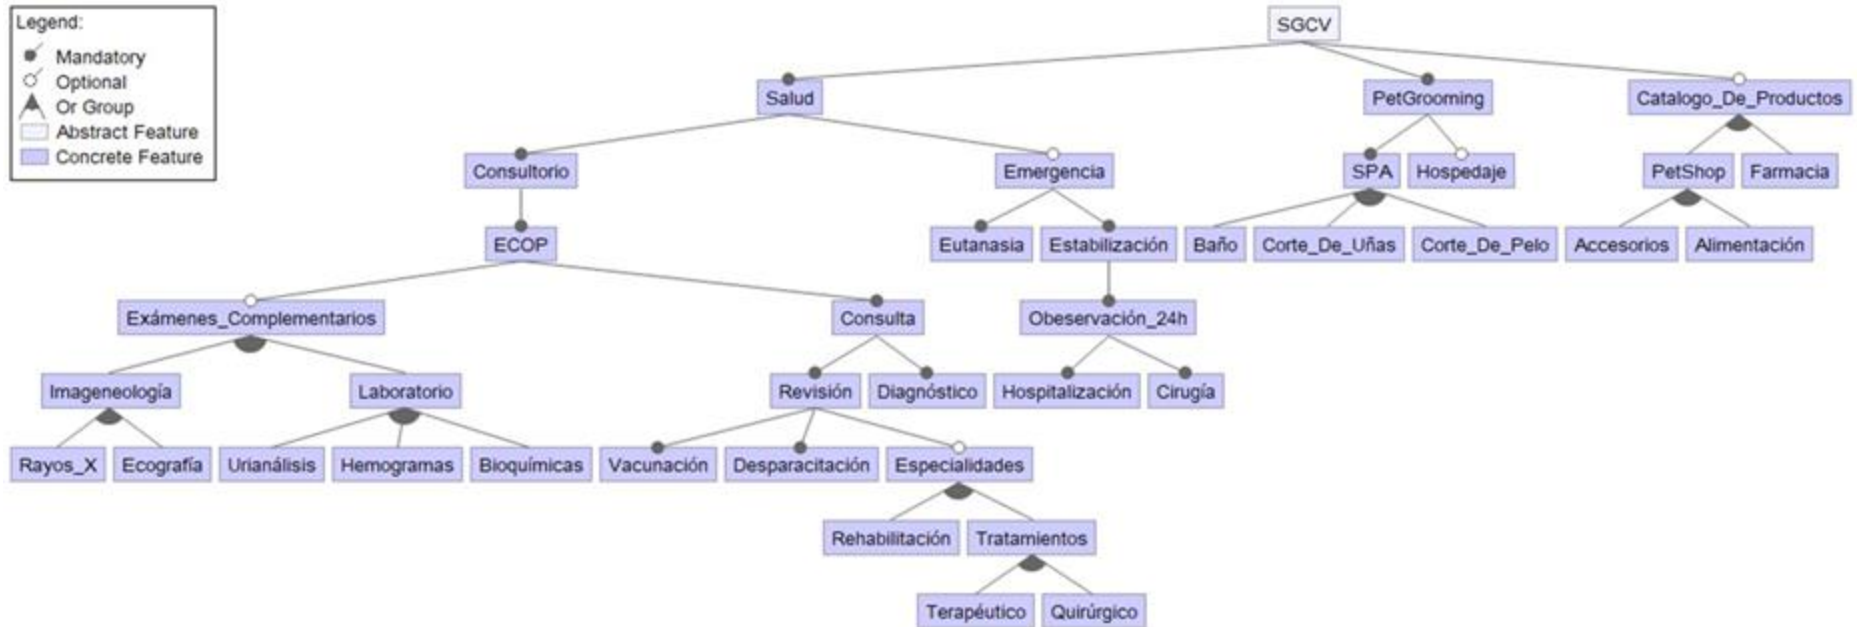 Legend:
Mandatory
Optional
Or Group
Abstract Feature
Concrete Feature
SGCV
Salud
PetGrooming
Catalogo_De_Productos
Consultorio
Emergencia
SPA
Hospedaje
PetShop
Farmacia
ECOP
Eutanasia
Estabilización
Baño
Corte_De_Uñas
Corte_De_Pelo
Accesorios
Alimentación
Exámenes_Complementarios
Consulta
Obeservación_24h
Imageneología
Laboratorio
Revisión
Diagnóstico
Hospitalización
Cirugía
Rayos_X
Ecografía
Urianálisis
Hemogramas
Bioquímicas
Vacunación
Desparacitación
Especialidades
Rehabilitación
Tratamientos
Terapéutico
Quirúrgico